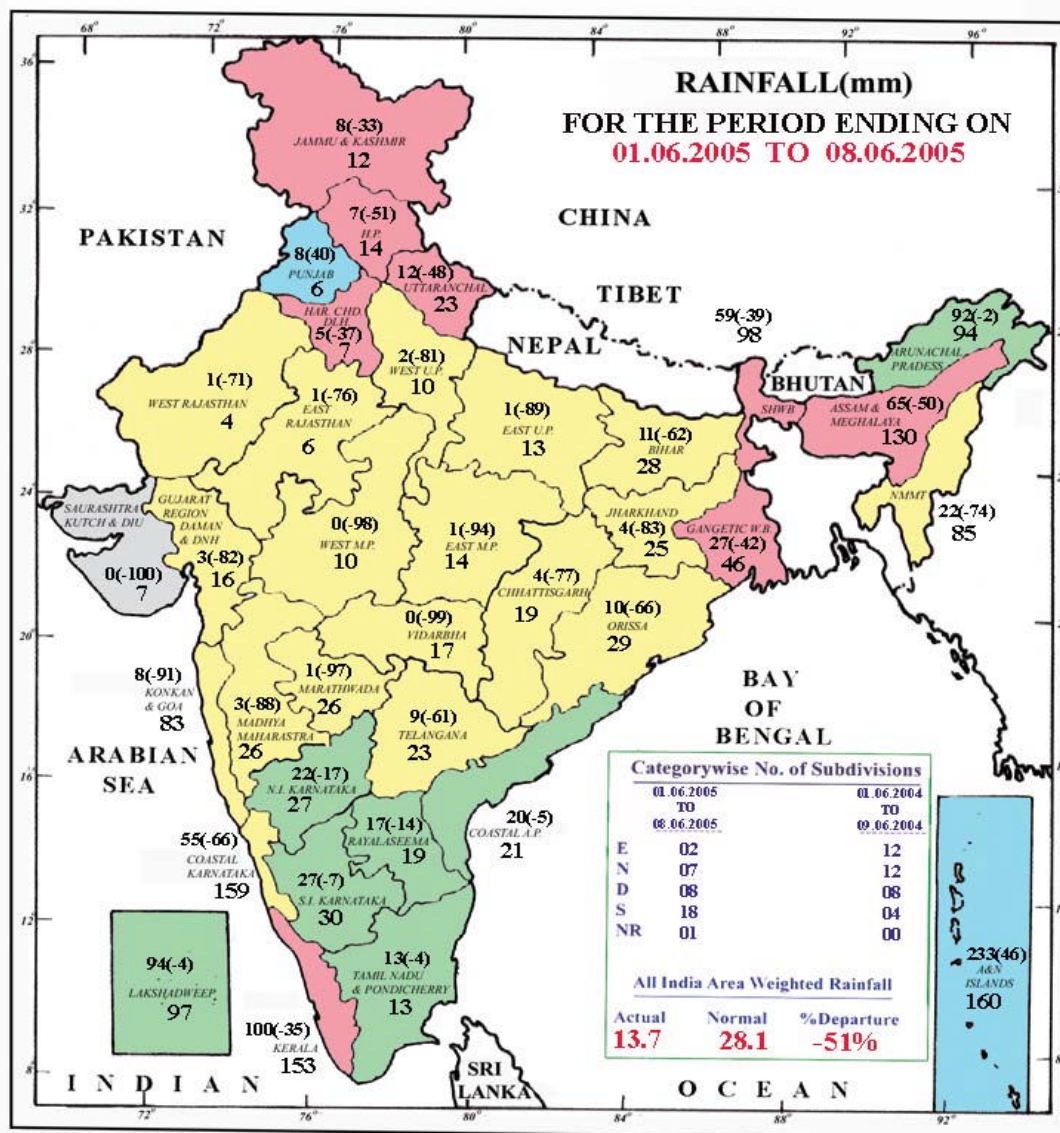 68°
72°
76°
80°
84°
88°
92°
96°
36°
RAINFALL(mm)
FOR THE PERIOD ENDING ON
01.06.2005 TO 08.06.2005
8(-33)
JAMMU & KASHMIR
12
32°
CHINA
PAKISTAN
7(-51)
H.P.
14
8(40)
PUNJAB
6
12(-48)
UTTARANCHAL
23
TIBET
HAR. CHD.
DLH.
5(-37)
7
NEPAL
59(-39)
98
SHWB
BHUTAN
92(-2)
94
ARUNACHAL
PRADESS
28°
1(-71)
WEST RAJASTHAN
4
1(-76)
EAST
RAJASTHAN
6
2(-81)
WEST U.P.
10
1(-89)
EAST U.P.
13
11(-62)
BIHAR
28
65(-50)
ASSAM &
MEGHALAYA
130
NMMT
22(-74)
85
24°
SAURASHTRA
KUTCH & DIU
0(-100)
7
GUJARAT
REGION
DAMAN
& DNH
3(-82)
16
0(-98)
WEST M.P.
10
1(-94)
EAST M.P.
14
JHARKHAND
4(-83)
25
GANGETIC W.B.
27(-42)
46
4(-77)
CHHATTISGARH
19
10(-66)
ORISSA
29
20°
0(-99)
VIDARBHA
17
8(-91)
KONKAN
& GOA
83
3(-88)
MADHYA
MAHARASTRA
26
1(-97)
MARATHWADA
26
9(-61)
TELANGANA
23
BAY
OF
BENGAL
ARABIAN
SEA
16°
22(-17)
N.I. KARNATAKA
27
17(-14)
RAYALASEEMA
19
20(-5)
COASTAL A.P.
21
55(-66)
COASTAL
KARNATAKA
159
27(-7)
S.I. KARNATAKA
30
12°
94(-4)
LAKSHADWEEP
97
13(-4)
TAMIL NADU
& PONDICHERRY
13
100(-35)
KERALA
153
Categorywise No. of Subdivisions
01.06.2005 01.06.2004
TO TO
08.06.2005 09.06.2004
E 02 12
N 07 12
D 08 08
S 18 04
NR 01 00
All India Area Weighted Rainfall
Actual Normal %Departure
13.7 28.1 -51%
233(46)
A&N
ISLANDS
160
8°
8°
INDIAN
SRI
LANKA
OCEAN
72°
76°
80°
84°
88°
92°